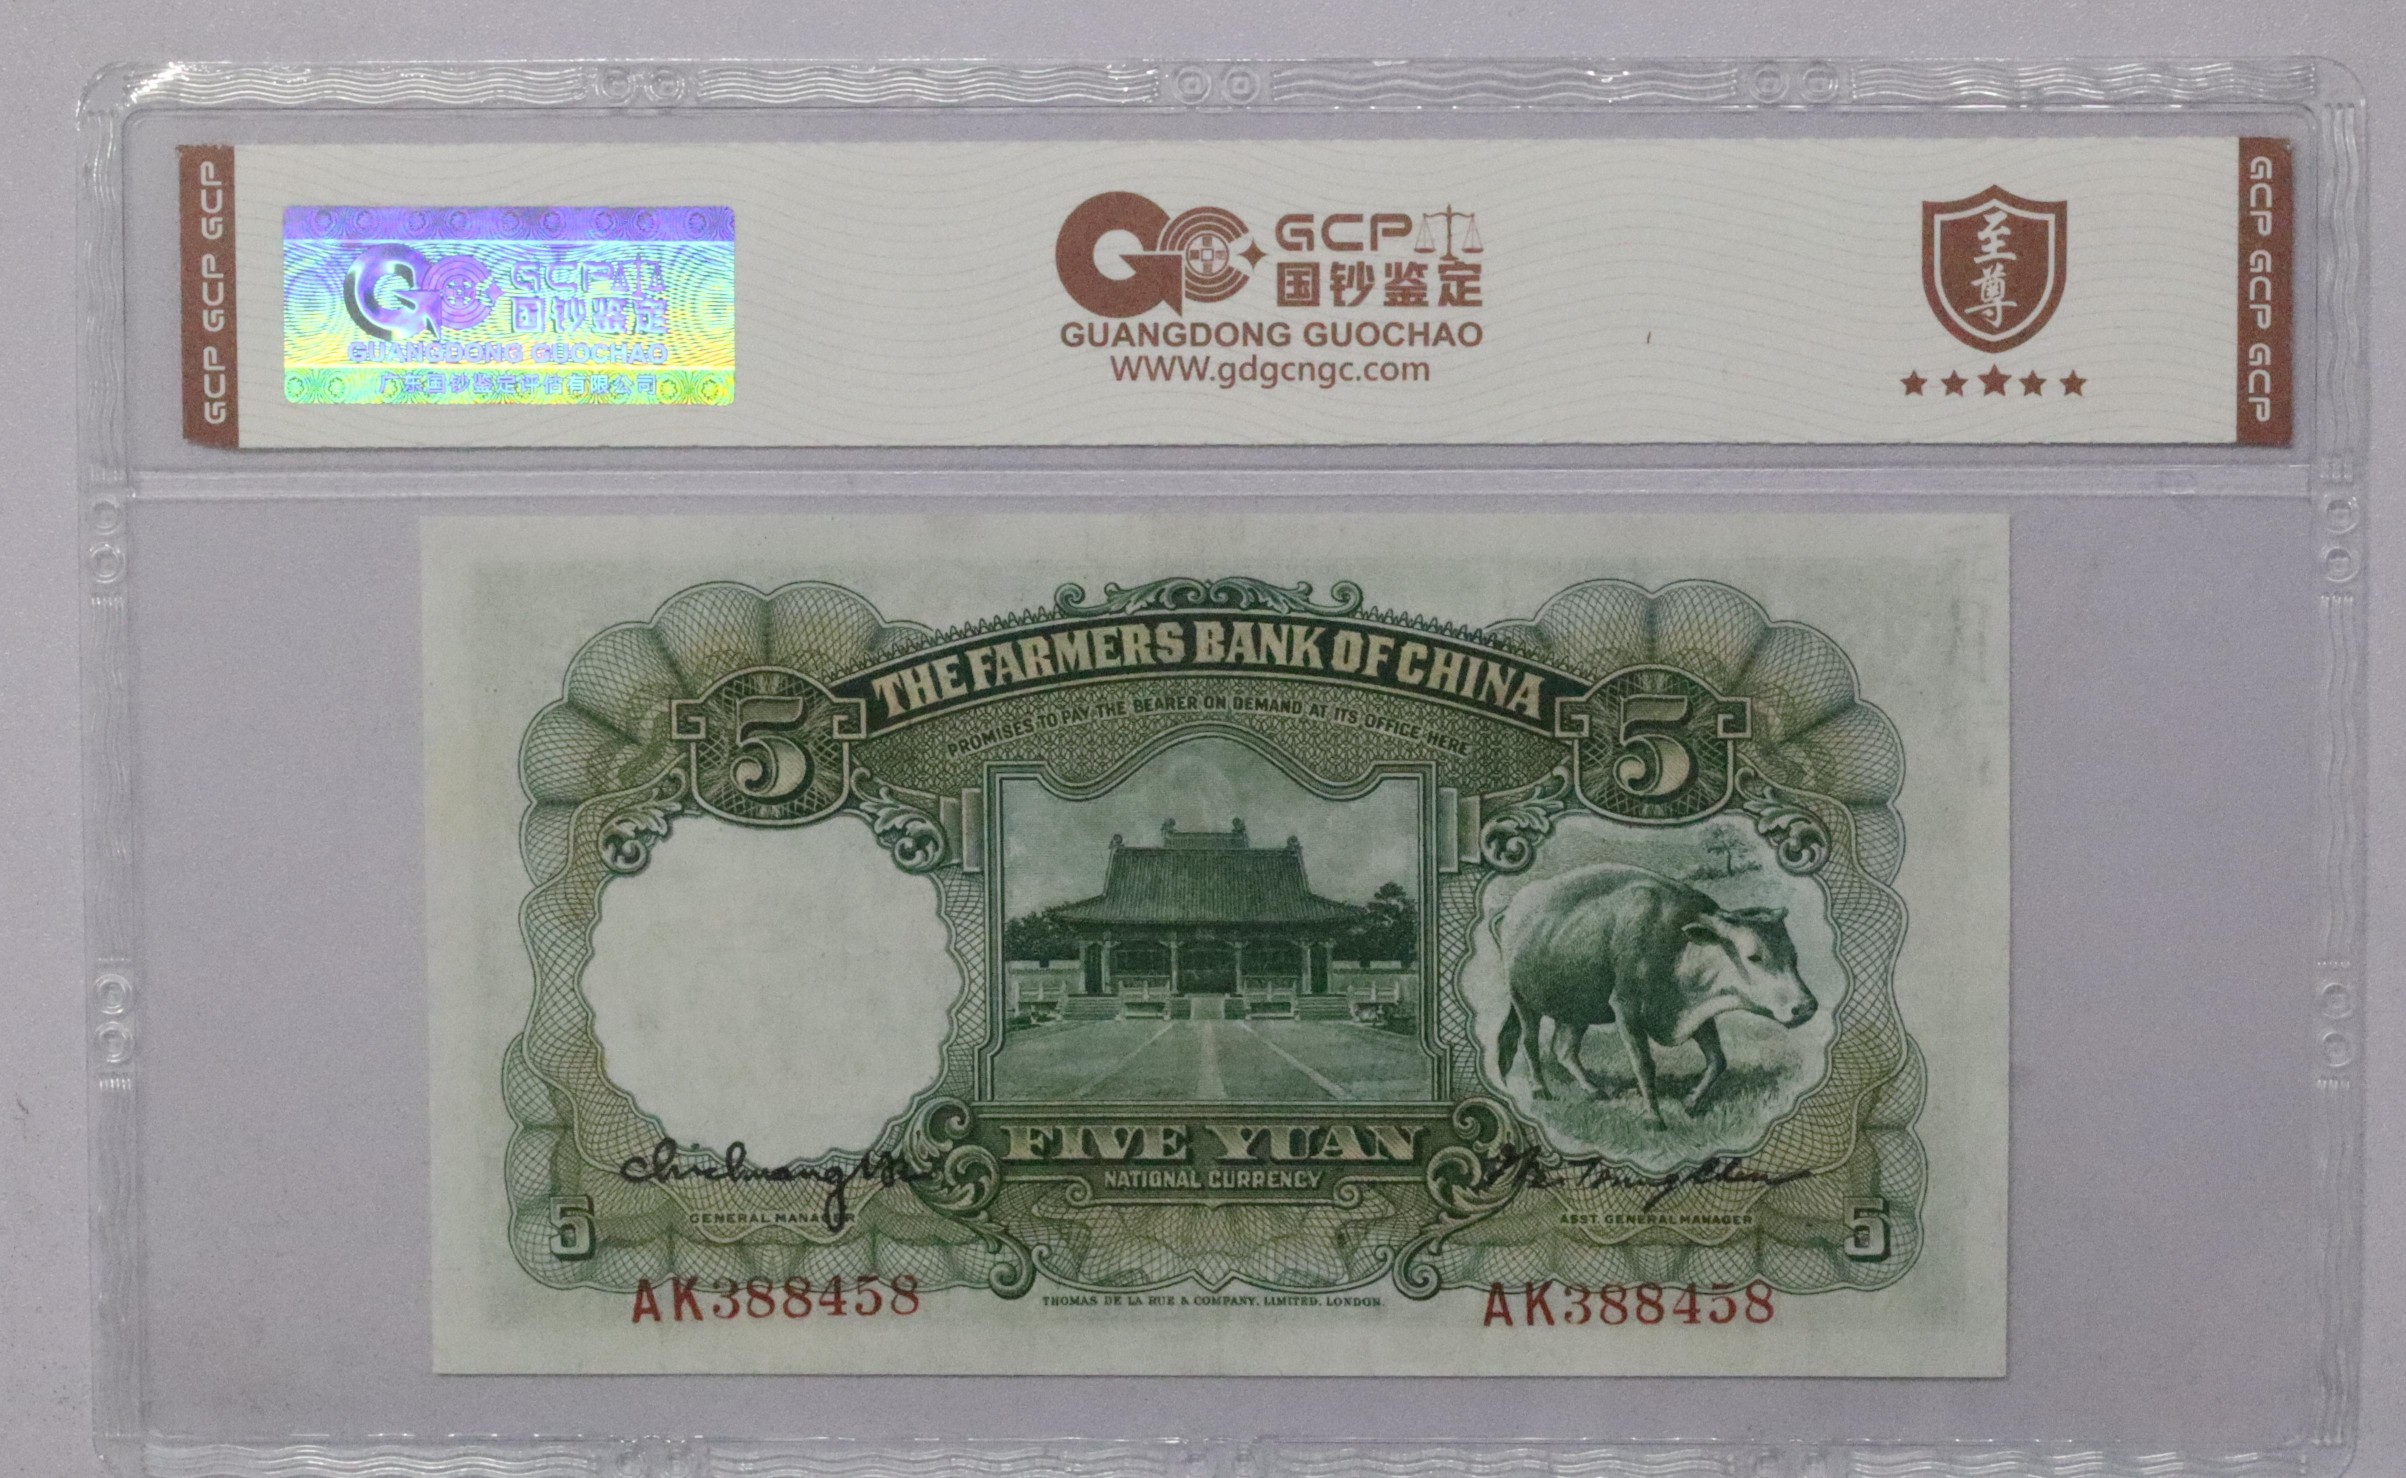 GCP GCP GCP
GCP 国钞鉴定
GUANGDONG GUOCHAO
广东国钞鉴定评估有限公司
GCP
国钞鉴定
GUANGDONG GUOCHAO
WWW.gdgcngc.com
至尊
GCP GCP GCP
THE FARMERS BANK OF CHINA
PROMISES TO PAY THE BEARER ON DEMAND AT ITS OFFICE HERE
5 5
FIVE YUAN
NATIONAL CURRENCY
GENERAL MANAGER
ASST. GENERAL MANAGER
5 5
AK388458 AK388458
THOMAS DE LA RUE & COMPANY, LIMITED, LONDON.